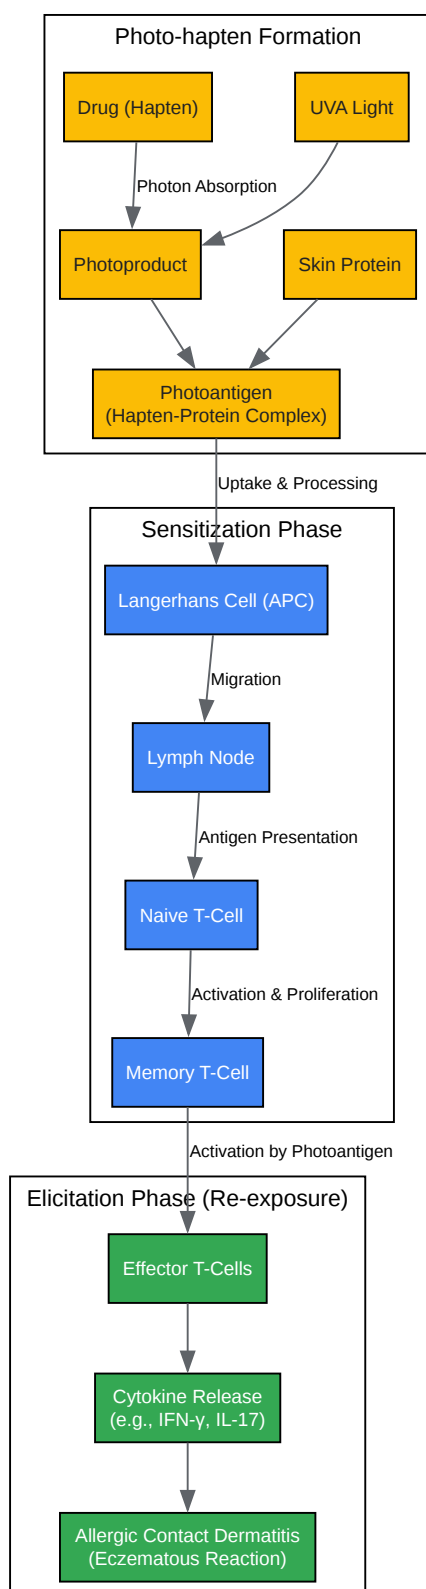 Photo-hapten Formation
Drug (Hapten)
UVA Light
Photon Absorption
Photoproduct
Skin Protein
Photoantigen
(Hapten-Protein Complex)
Uptake & Processing
Sensitization Phase
Langerhans Cell (APC)
Migration
Lymph Node
Antigen Presentation
Naive T-Cell
Activation & Proliferation
Memory T-Cell
Activation by Photoantigen
Elicitation Phase (Re-exposure)
Effector T-Cells
Cytokine Release
(e.g., IFN-γ, IL-17)
Allergic Contact Dermatitis
(Eczematous Reaction)